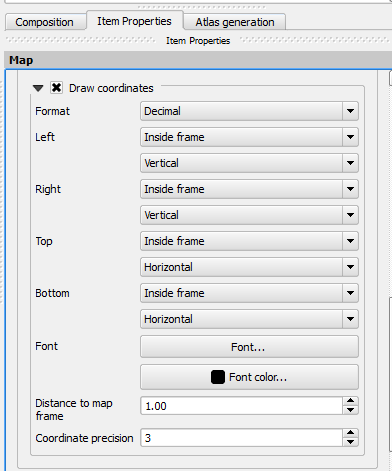 Composition Item Properties Atlas generation
Item Properties
Map
Draw coordinates
Format Decimal
Left Inside frame
Vertical
Right Inside frame
Vertical
Top Inside frame
Horizontal
Bottom Inside frame
Horizontal
Font Font...
Font color...
Distance to map
frame 1.00
Coordinate precision 3